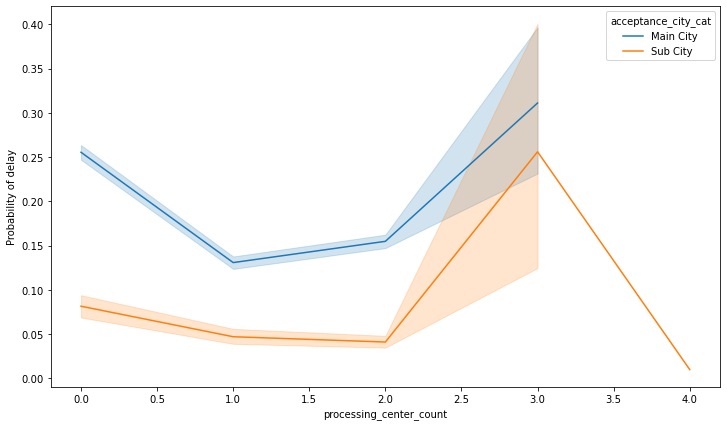 acceptance_city_cat
Main City
Sub City
Probability of delay
0.40
0.35
0.30
0.25
0.20
0.15
0.10
0.05
0.00
0.0 0.5 1.0 1.5 2.0 2.5 3.0 3.5 4.0
processing_center_count